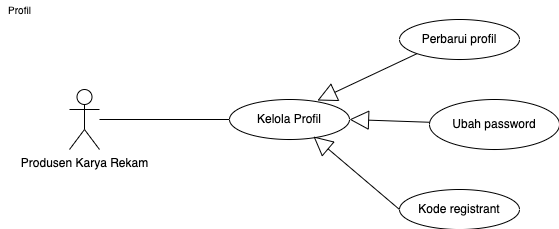 Profil
Perbarui profil
Kelola Profil
Ubah password
Produsen Karya Rekam
Kode registrant